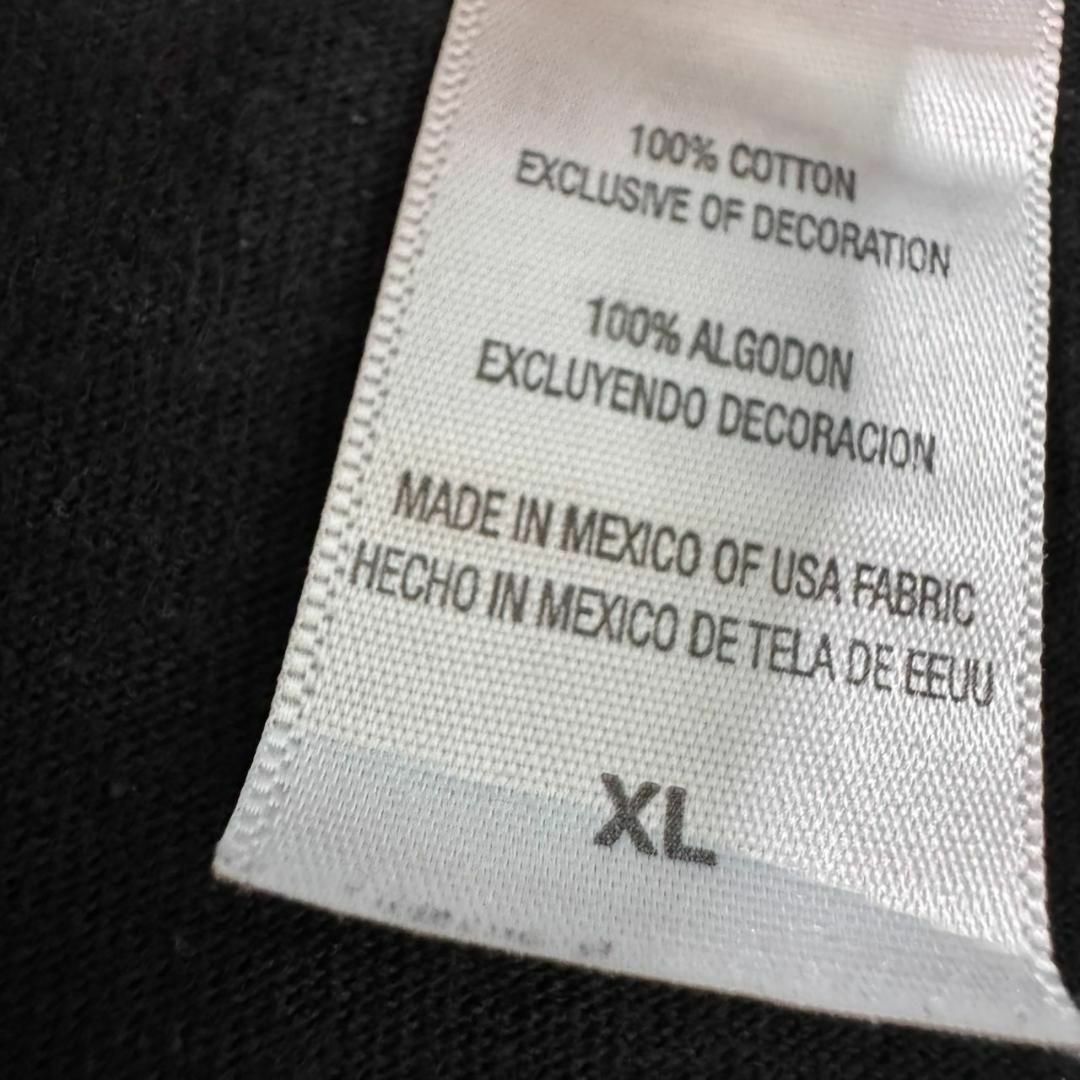 100% COTTON
EXCLUSIVE OF DECORATION
100% ALGODON
EXCLUYENDO DECORACION
MADE IN MEXICO OF USA FABRIC
HECHO IN MEXICO DE TELA DE EEUU
XL